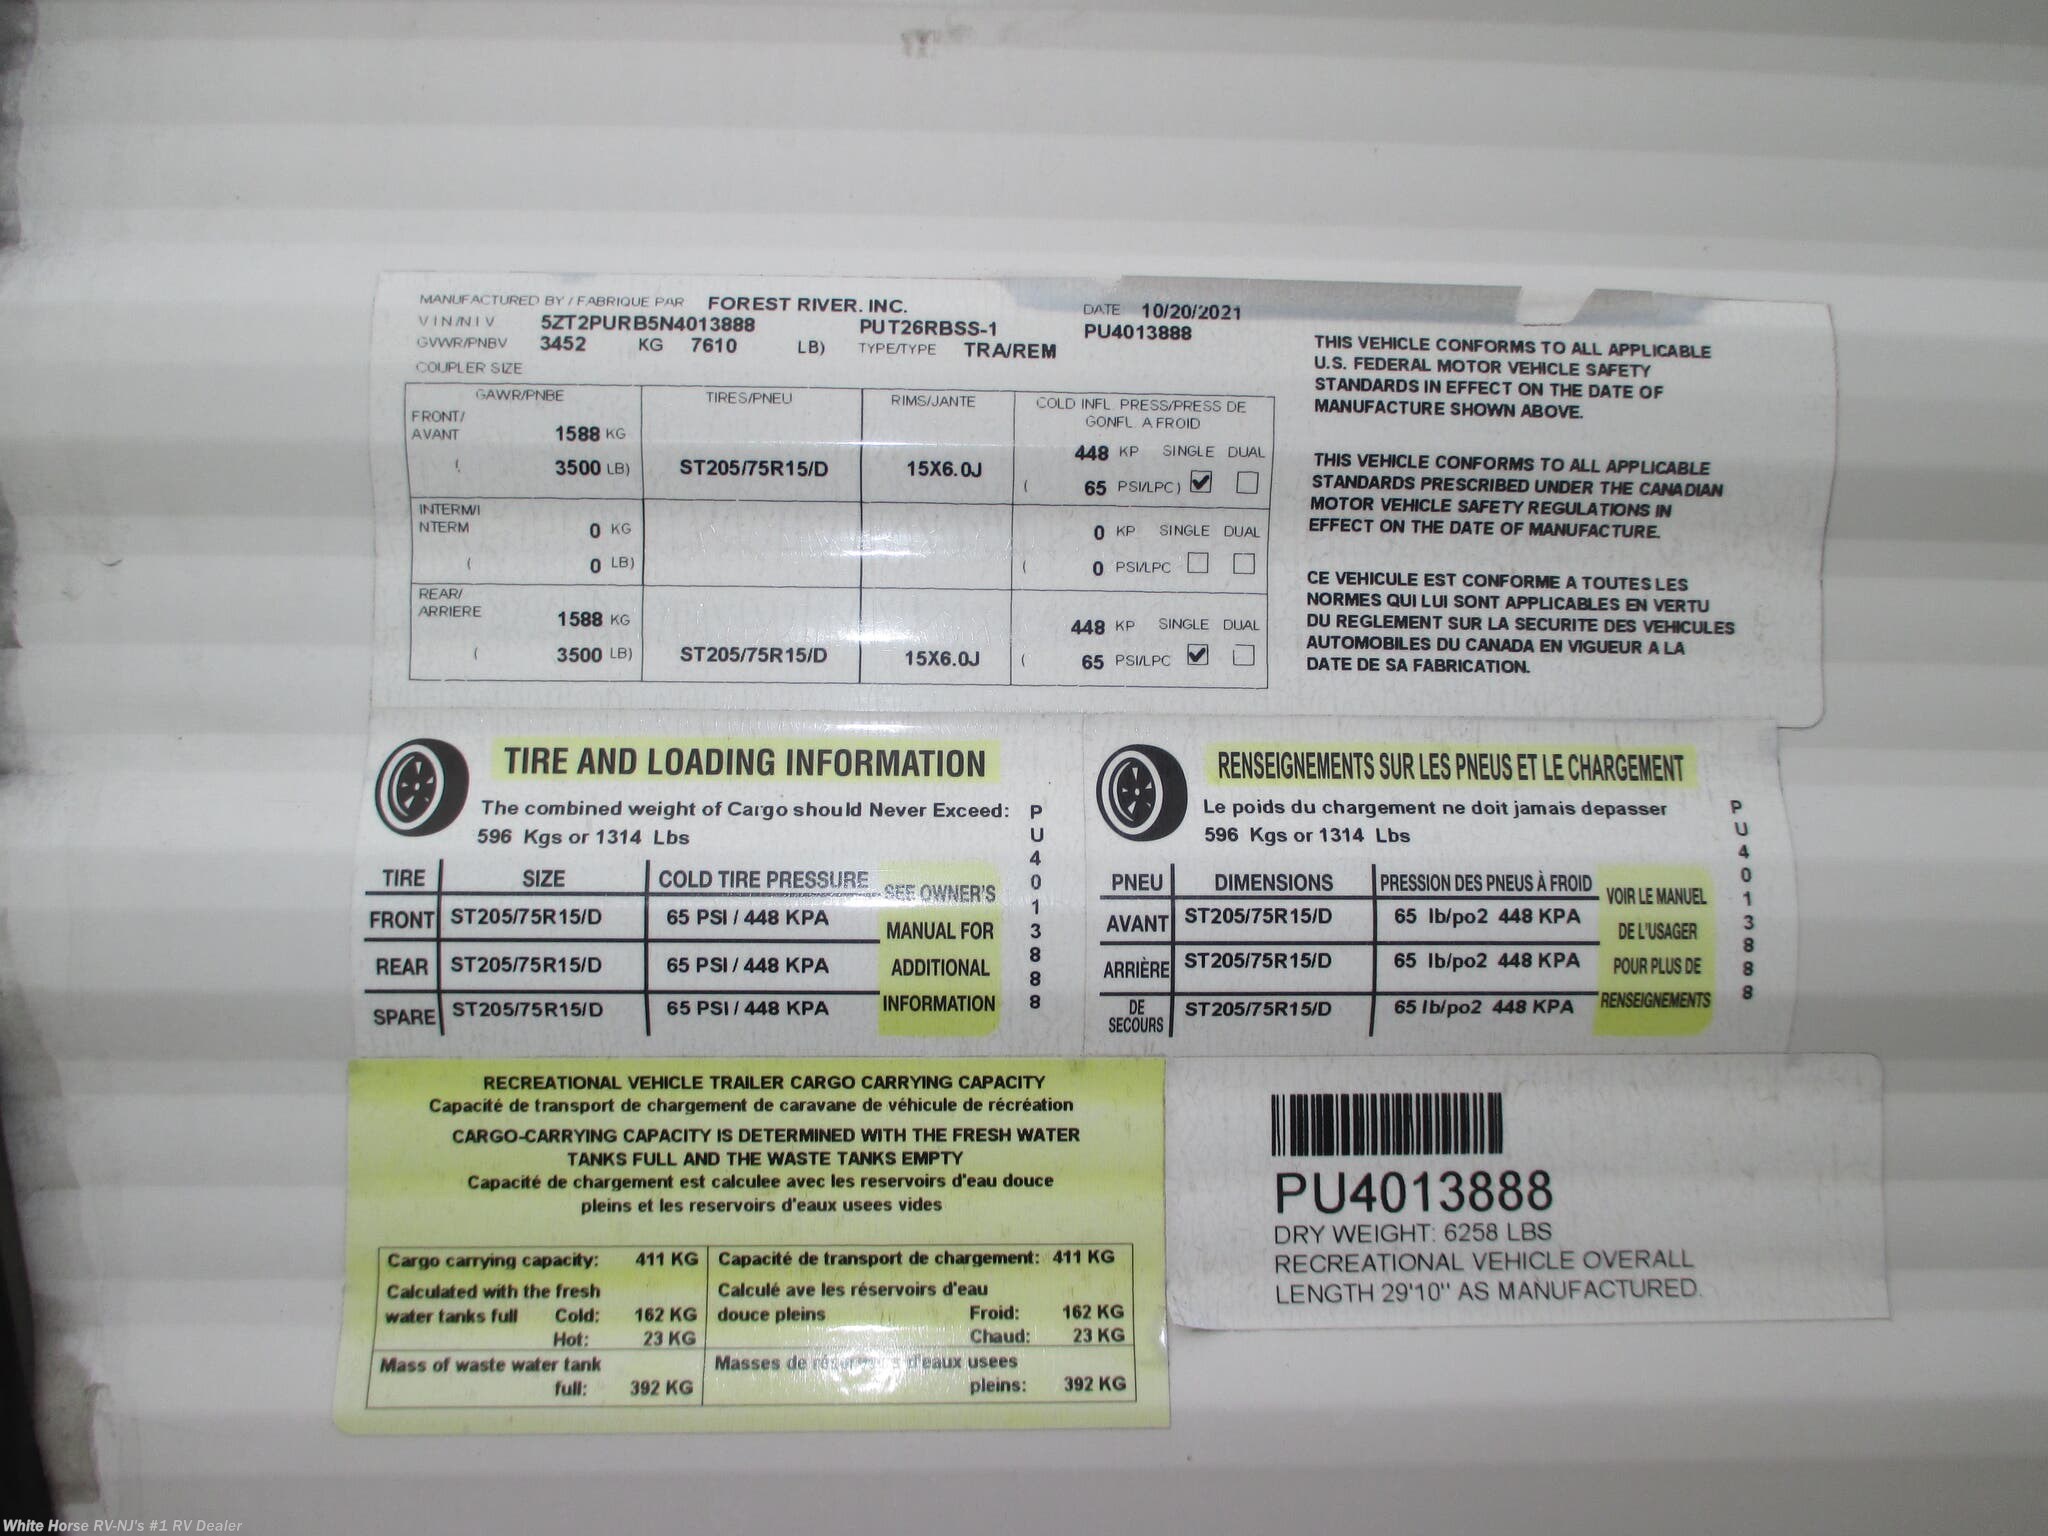 MANUFACTURED BY / FABRIQUE PAR FOREST RIVER. INC. DATE 10/20/2021
VIN/NIV 5ZT2PURB5N4013888 PUT26RBSS-1 PU4013888
GVWR/PNBV 3452 KG 7610 LB) TYPE/TYPE TRA/REM
COUPLER SIZE
GAWR/PNBE TIRES/PNEU RIMS/JANTE COLD INFL. PRESS/PRESS DE
GONFL. A FROID
FRONT/
AVANT 1588 KG 448 KP SINGLE DUAL
( 3500 LB) ST205/75R15/D 15X6.0J ( 65 PSI/LPC)
INTERM/I
NTERM 0 KG 0 KP SINGLE DUAL
( 0 LB) ( 0 PSI/LPC
REAR/
ARRIERE 1588 KG 448 KP SINGLE DUAL
( 3500 LB) ST205/75R15/D 15X6.0J ( 65 PSI/LPC
THIS VEHICLE CONFORMS TO ALL APPLICABLE
U.S. FEDERAL MOTOR VEHICLE SAFETY
STANDARDS IN EFFECT ON THE DATE OF
MANUFACTURE SHOWN ABOVE.
THIS VEHICLE CONFORMS TO ALL APPLICABLE
STANDARDS PRESCRIBED UNDER THE CANADIAN
MOTOR VEHICLE SAFETY REGULATIONS IN
EFFECT ON THE DATE OF MANUFACTURE.
CE VEHICULE EST CONFORME A TOUTES LES
NORMES QUI LUI SONT APPLICABLES EN VERTU
DU REGLEMENT SUR LA SECURITE DES VEHICULES
AUTOMOBILES DU CANADA EN VIGUEUR A LA
DATE DE SA FABRICATION.
TIRE AND LOADING INFORMATION
The combined weight of Cargo should Never Exceed:
596 Kgs or 1314 Lbs
TIRE SIZE COLD TIRE PRESSURE
FRONT ST205/75R15/D 65 PSI / 448 KPA
REAR ST205/75R15/D 65 PSI / 448 KPA
SPARE ST205/75R15/D 65 PSI / 448 KPA
SEE OWNER'S
MANUAL FOR
ADDITIONAL
INFORMATION
PU4013888
RENSEIGNEMENTS SUR LES PNEUS ET LE CHARGEMENT
Le poids du chargement ne doit jamais depasser
596 Kgs or 1314 Lbs
PNEU DIMENSIONS PRESSION DES PNEUS À FROID
AVANT ST205/75R15/D 65 lb/po2 448 KPA
ARRIÈRE ST205/75R15/D 65 lb/po2 448 KPA
DE
SECOURS ST205/75R15/D 65 lb/po2 448 KPA
VOIR LE MANUEL
DE L'USAGER
POUR PLUS DE
RENSEIGNEMENTS
PU4013888
RECREATIONAL VEHICLE TRAILER CARGO CARRYING CAPACITY
Capacité de transport de chargement de caravane de véhicule de récréation
CARGO-CARRYING CAPACITY IS DETERMINED WITH THE FRESH WATER
TANKS FULL AND THE WASTE TANKS EMPTY
Capacité de chargement est calculee avec les reservoirs d'eau douce
pleins et les reservoirs d'eaux usees vides
Cargo carrying capacity: 411 KG
Calculated with the fresh
water tanks full Cold: 162 KG
Hot: 23 KG
Mass of waste water tank
full: 392 KG
Capacité de transport de chargement: 411 KG
Calculé ave les réservoirs d'eau
douce pleins Froid: 162 KG
Chaud: 23 KG
Masses de réservoirs d'eaux usees
pleins: 392 KG
PU4013888
DRY WEIGHT: 6258 LBS
RECREATIONAL VEHICLE OVERALL
LENGTH 29'10" AS MANUFACTURED.
White Horse RV-NJ's #1 RV Dealer